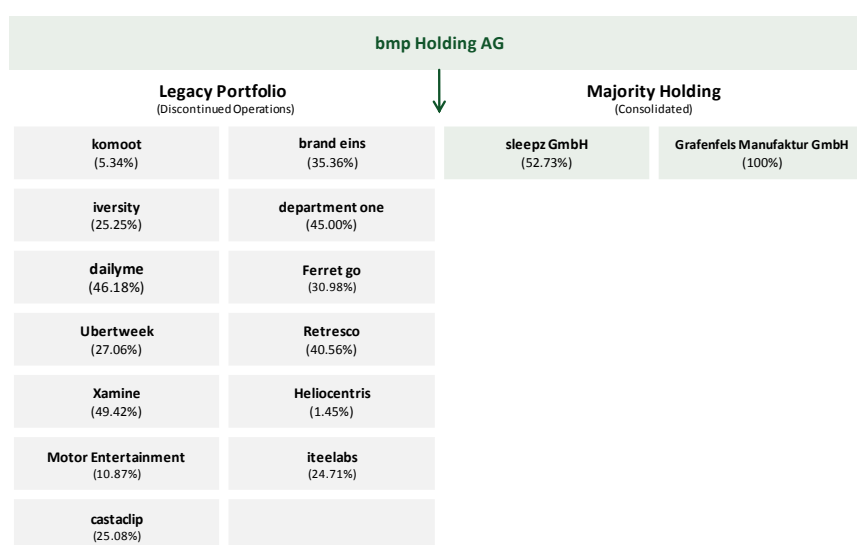 bmp Holding AG
Legacy Portfolio
(Discontinued Operations)
Majority Holding
(Consolidated)
komoot
(5.34%)
brand eins
(35.36%)
sleepz GmbH
(52.73%)
Grafenfels Manufaktur GmbH
(100%)
iversity
(25.25%)
department one
(45.00%)
dailyme
(46.18%)
Ferret go
(30.98%)
Ubertweek
(27.06%)
Retresco
(40.56%)
Xamine
(49.42%)
Heliocentris
(1.45%)
Motor Entertainment
(10.87%)
iteelabs
(24.71%)
castaclip
(25.08%)